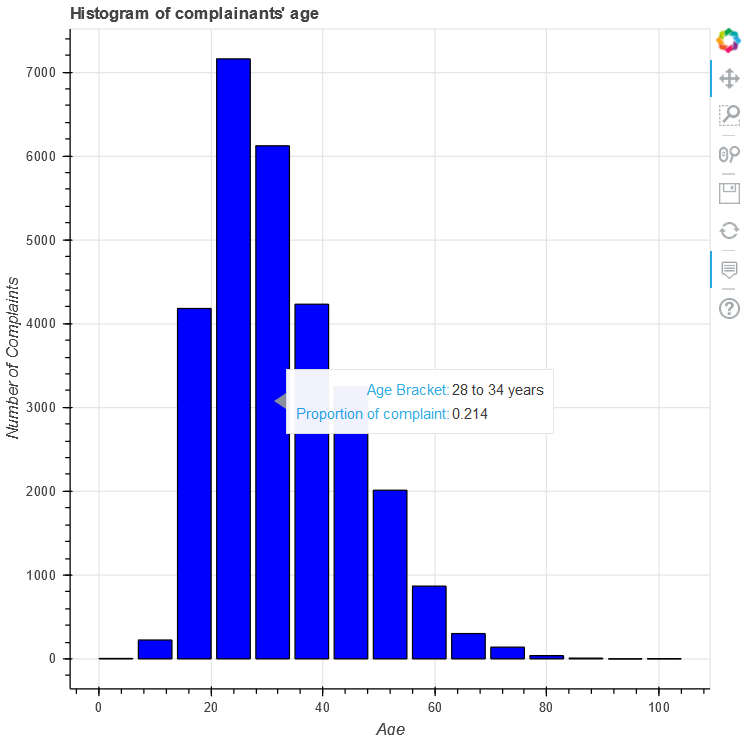 Histogram of complainants' age
7000
6000
5000
4000
3000
2000
1000
0
Number of Complaints
Age Bracket: 28 to 34 years
Proportion of complaint: 0.214
0 20 40 60 80 100
Age